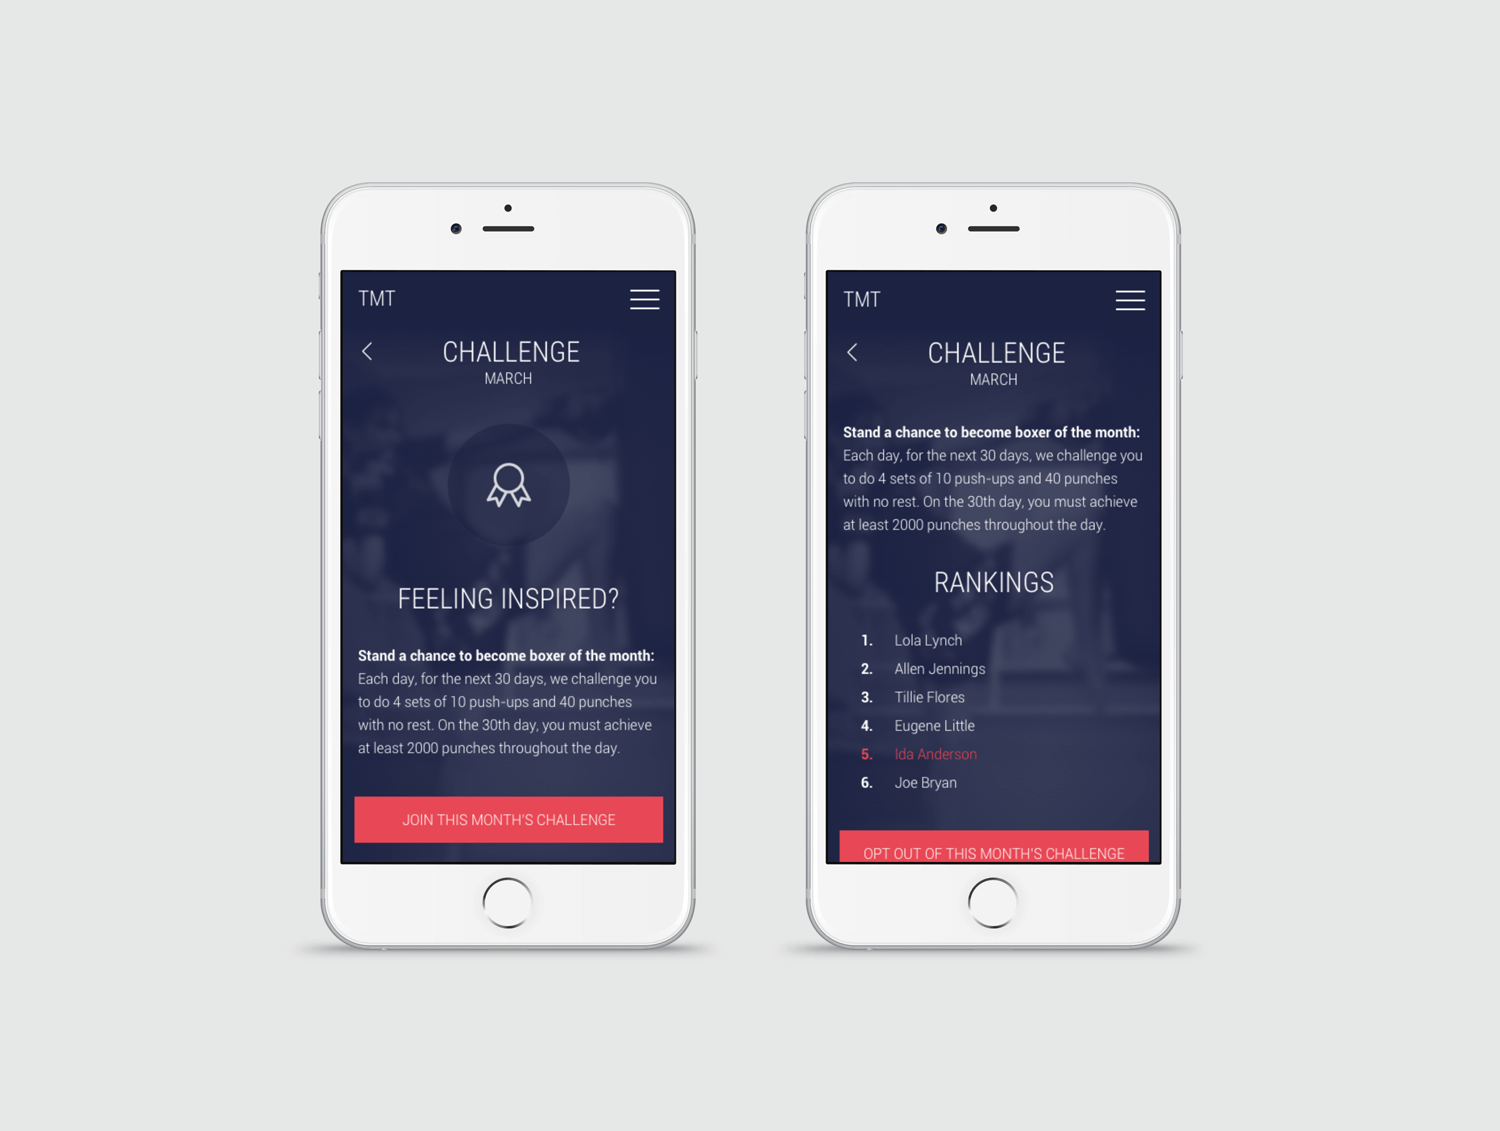 TMT
CHALLENGE
MARCH
FEELING INSPIRED?
Stand a chance to become boxer of the month:
Each day, for the next 30 days, we challenge you
to do 4 sets of 10 push-ups and 40 punches
with no rest. On the 30th day, you must achieve
at least 2000 punches throughout the day.
JOIN THIS MONTH'S CHALLENGE
TMT
CHALLENGE
MARCH
Stand a chance to become boxer of the month:
Each day, for the next 30 days, we challenge you
to do 4 sets of 10 push-ups and 40 punches
with no rest. On the 30th day, you must achieve
at least 2000 punches throughout the day.
RANKINGS
1. Lola Lynch
2. Allen Jennings
3. Tillie Flores
4. Eugene Little
5. Ida Anderson
6. Joe Bryan
OPT OUT OF THIS MONTH'S CHALLENGE